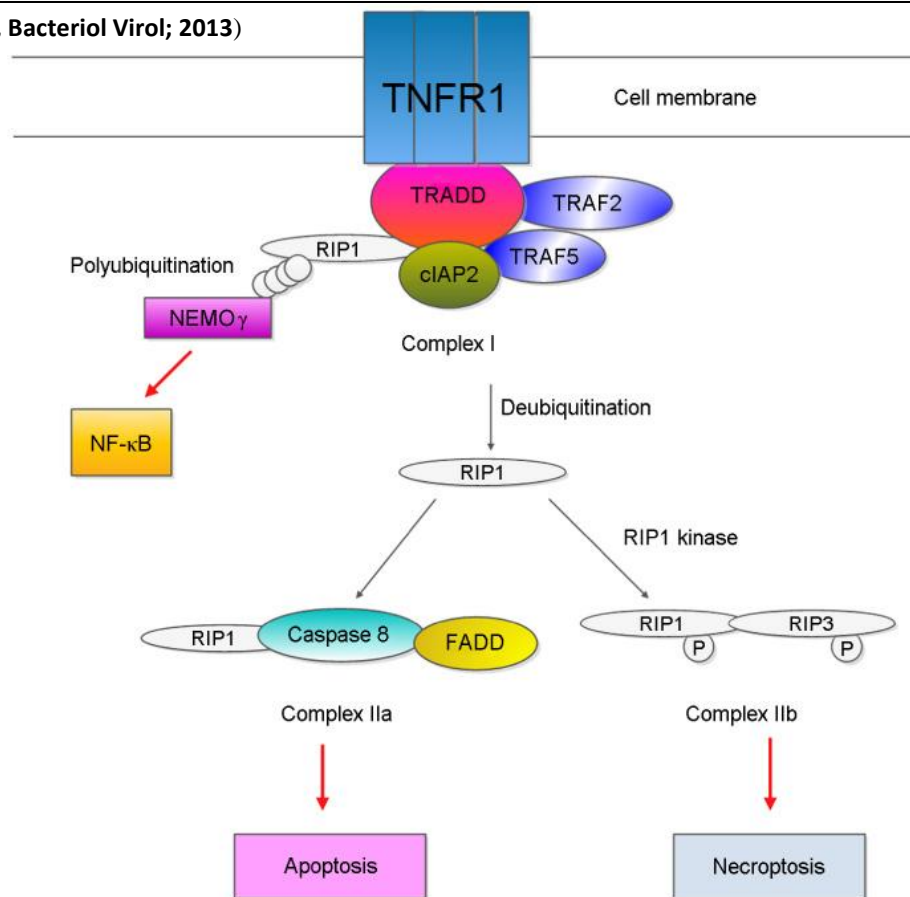 Bacteriol Virol; 2013)
TNFR1
Cell membrane
TRADD
TRAF2
RIP1
TRAF5
Polyubiquitination
cIAP2
NEMO γ
Complex I
Deubiquitination
NF-κB
RIP1
RIP1 kinase
RIP1
Caspase 8
FADD
RIP1
RIP3
P
P
Complex IIa
Complex IIb
Apoptosis
Necroptosis